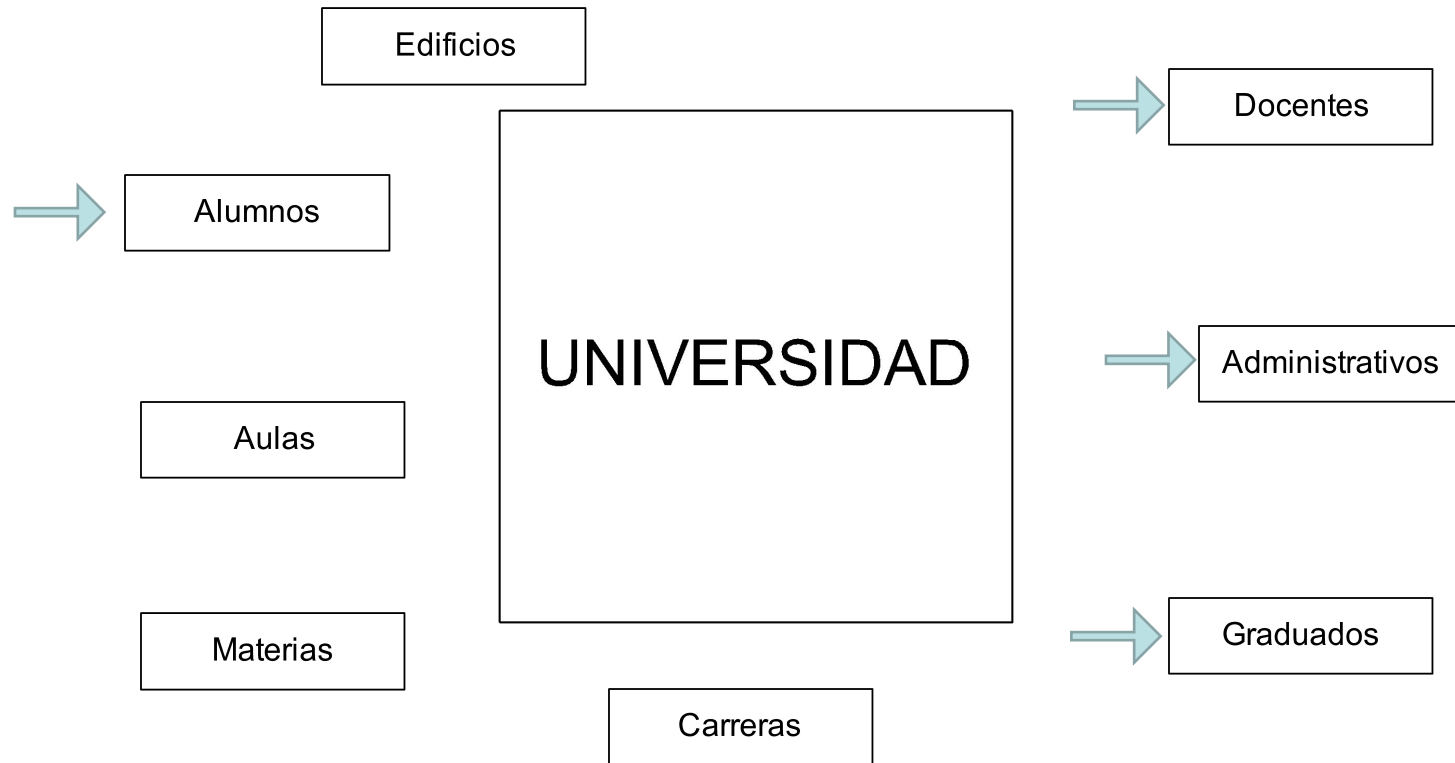 Edificios
Docentes
Alumnos
UNIVERSIDAD
Administrativos
Aulas
Materias
Graduados
Carreras